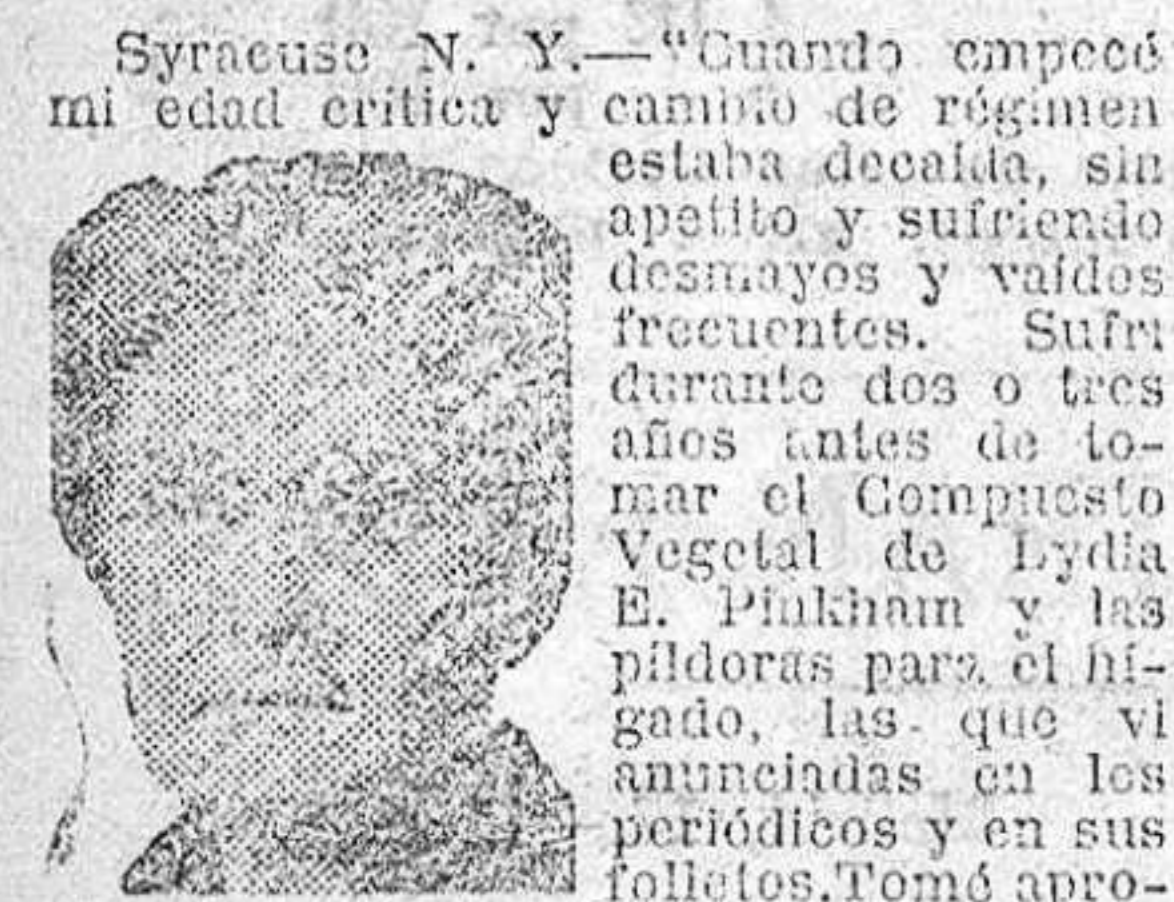 Syracuse N. Y.—“Cuando empecé
mi edad crítica y cambio de régimen
estaba decaída, sin
apetito y sufriendo
desmayos y vaídos
frecuentes. Sufri
durante dos o tres
años antes de to-
mar el Compuesto
Vegetal de Lydia
E. Pinkham y las
píldoras para el hí-
gado, las que vi
anunciadas en los
periódicos y en sus
folletos.Tomé apro-